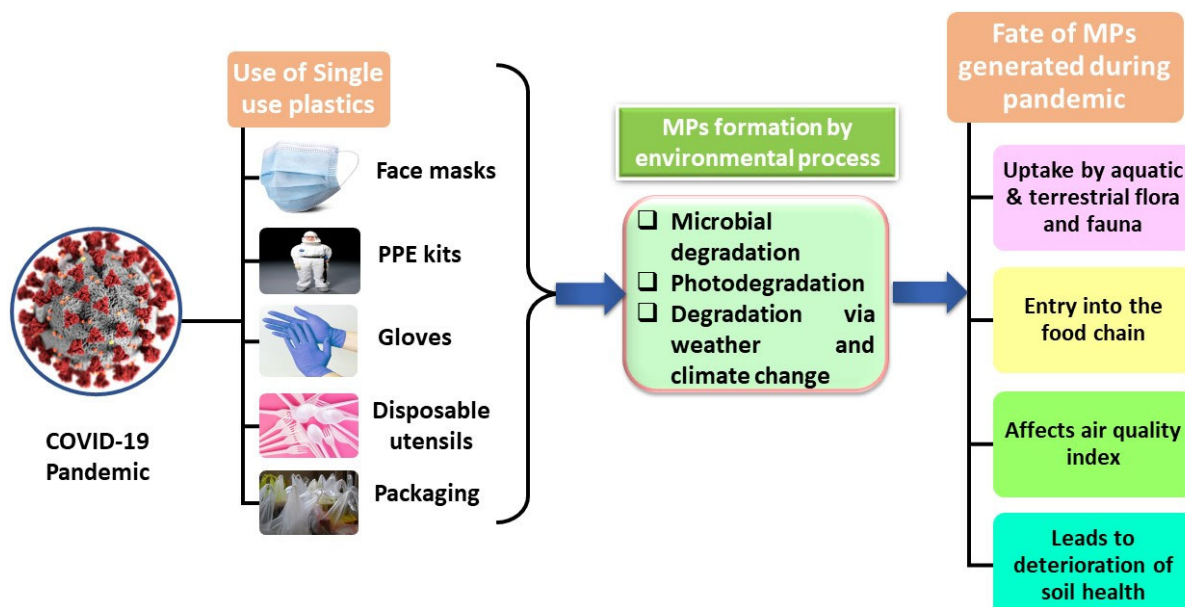 COVID-19
Pandemic
Use of Single
use plastics
Face masks
PPE kits
Gloves
Disposable
utensils
Packaging
MPs formation by
environmental process
Microbial
degradation
Photodegradation
Degradation via
weather and
climate change
Fate of MPs
generated during
pandemic
Uptake by aquatic
& terrestrial flora
and fauna
Entry into the
food chain
Affects air quality
index
Leads to
deterioration of
soil health